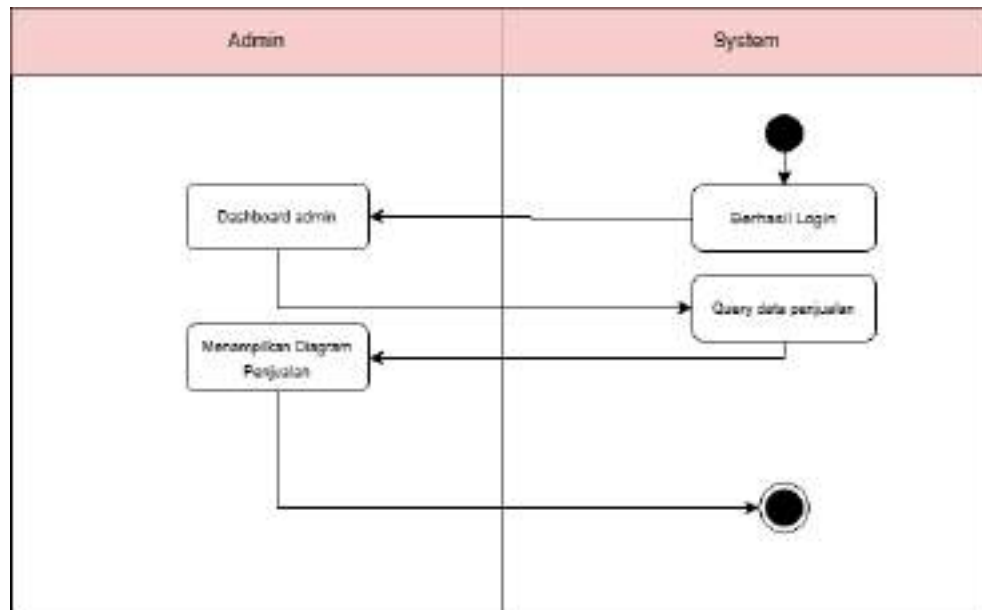 Admin
System
Dashboard admin
Berhasil Login
Query data penjualan
Menampilkan Diagram
Penjualan